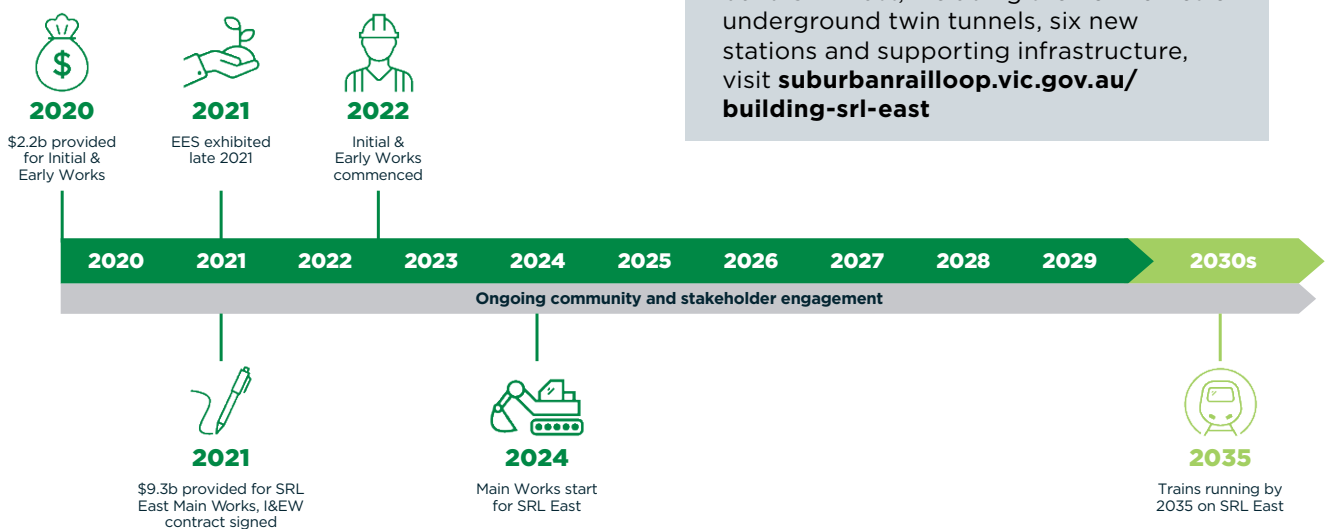 underground twin tunnels, six new
stations and supporting infrastructure,
visit suburbanrailloop.vic.gov.au/
building-srl-east
$
2020
$2.2b provided
for Initial &
Early Works
2021
EES exhibited
late 2021
2022
Initial &
Early Works
commenced
2020 2021 2022 2023 2024 2025 2026 2027 2028 2029 2030s
Ongoing community and stakeholder engagement
2021
$9.3b provided for SRL
East Main Works, I&EW
contract signed
2024
Main Works start
for SRL East
2035
Trains running by
2035 on SRL East